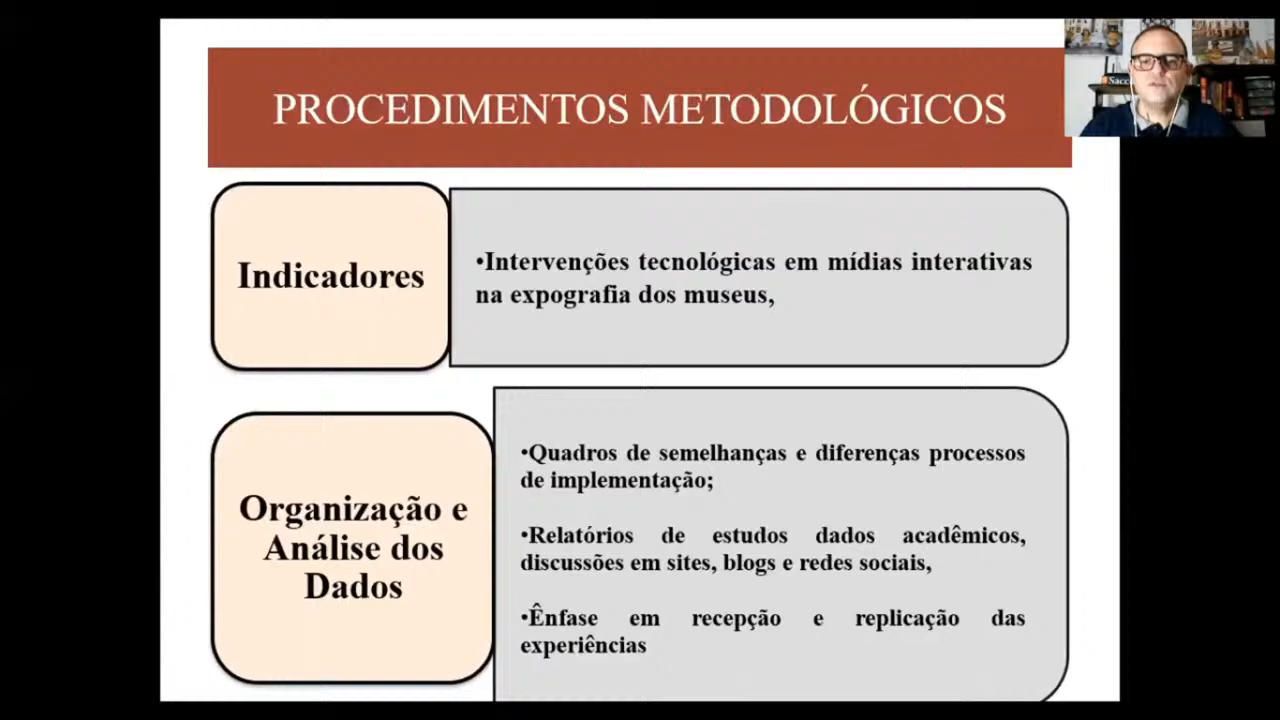 PROCEDIMENTOS METODOLÓGICOS
Indicadores
•Intervenções tecnológicas em mídias interativas
na expografia dos museus,
Organização e
Análise dos
Dados
•Quadros de semelhanças e diferenças processos
de implementação;
•Relatórios de estudos dados acadêmicos,
discussões em sites, blogs e redes sociais,
•Ênfase em recepção e replicação das
experiências